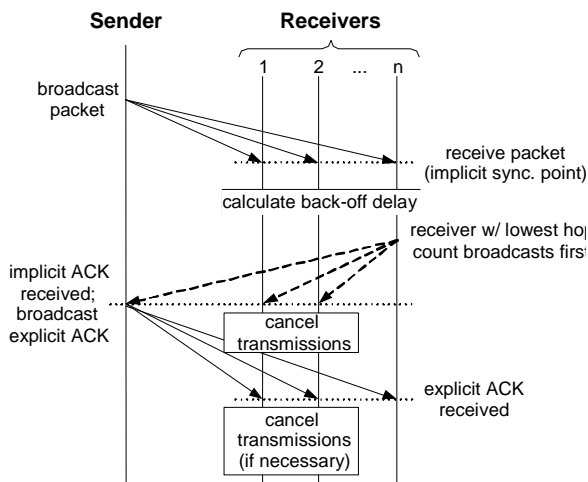 Sender
Receivers
1 2 ... n
broadcast
packet
receive packet
(implicit sync. point)
calculate back-off delay
receiver w/ lowest hop
count broadcasts first
implicit ACK
received;
broadcast
explicit ACK
cancel
transmissions
explicit ACK
received
cancel
transmissions
(if necessary)